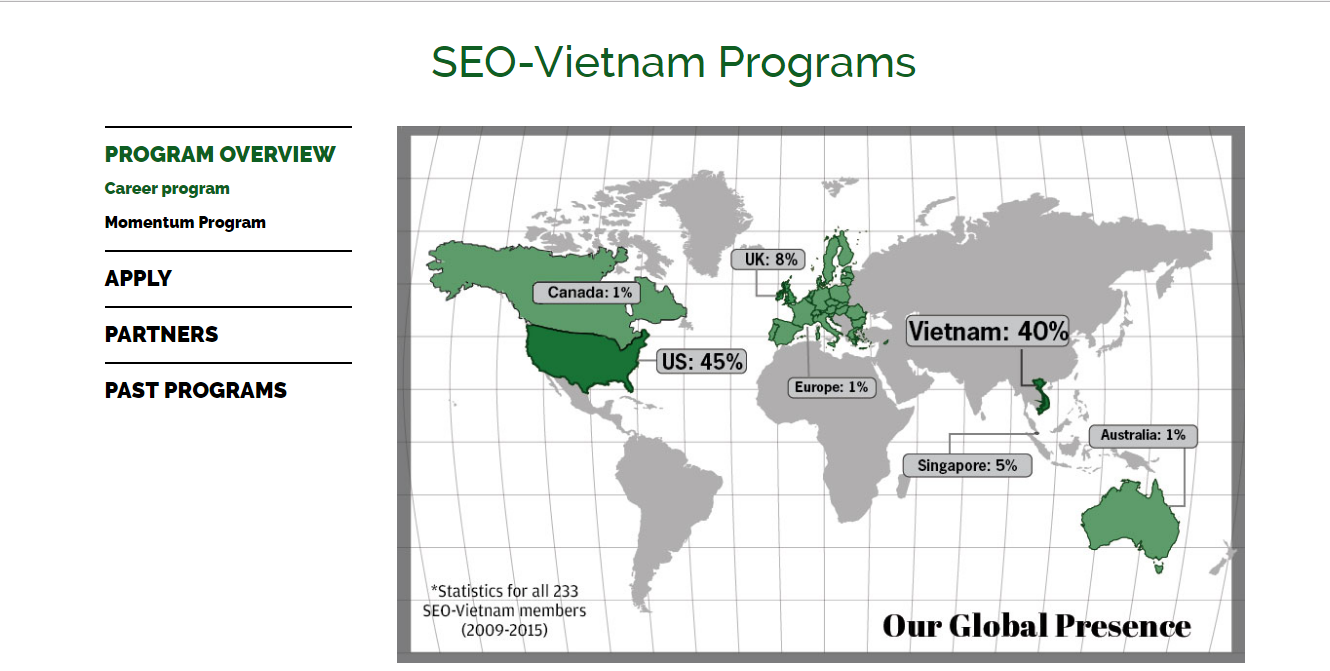 SEO-Vietnam Programs
PROGRAM OVERVIEW
Career program
Momentum Program
APPLY
PARTNERS
PAST PROGRAMS
UK: 8%
Canada: 1%
Vietnam: 40%
US: 45%
Europe: 1%
Australia: 1%
Singapore: 5%
*Statistics for all 233
SEO-Vietnam members
(2009-2015)
Our Global Presence